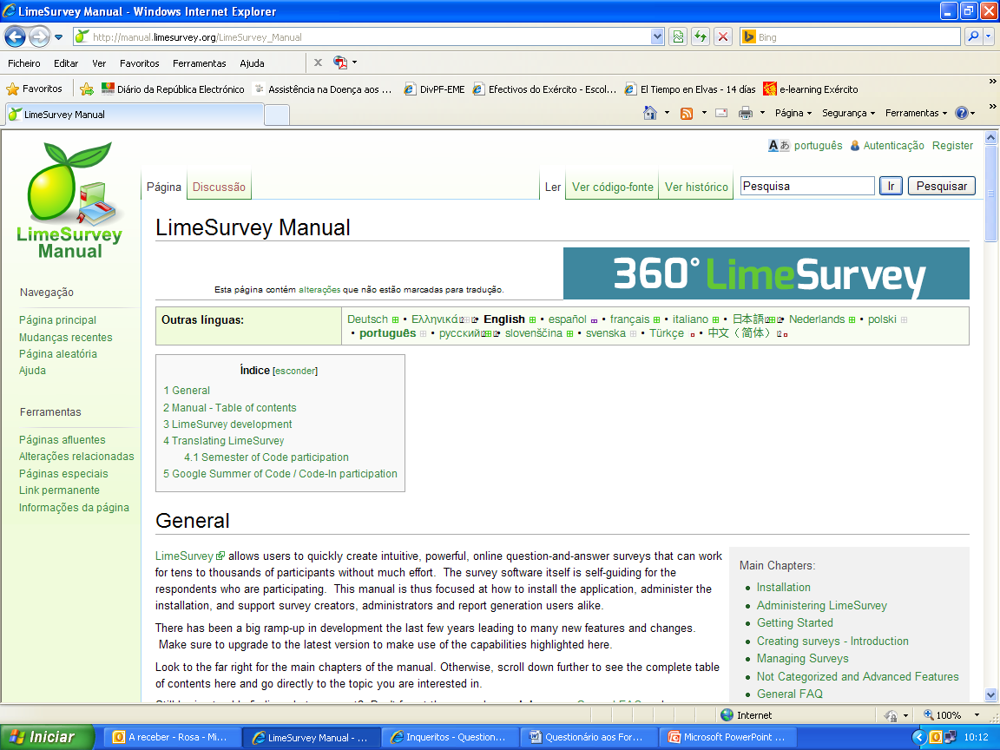 LimeSurvey Manual - Windows Internet Explorer
http://manual.limesurvey.org/LimeSurvey_Manual
Bing
Ficheiro Editar Ver Favoritos Ferramentas Ajuda
Favoritos Diário da República Electrónico Assistência na Doença aos ... DivPF-EME Efectivos do Exército - Escol... El Tiempo en Elvas - 14 días e-learning Exército
LimeSurvey Manual
Página Segurança Ferramentas
português Autenticação Register
Página Discussão Ler Ver código-fonte Ver histórico Pesquisa Ir Pesquisar
LimeSurvey
Manual
Navegação
Página principal
Mudanças recentes
Página aleatória
Ajuda
Ferramentas
Páginas afluentes
Alterações relacionadas
Páginas especiais
Link permanente
Informações da página
LimeSurvey Manual
360° LimeSurvey
Esta página contém alterações que não estão marcadas para tradução.
Outras línguas:
Deutsch • Ελληνικά • English • español • français • italiano • 日本語 • Nederlands • polski
• português • русский • slovenščina • svenska • Türkçe • 中文（简体）
Índice [esconder]
1 General
2 Manual - Table of contents
3 LimeSurvey development
4 Translating LimeSurvey
4.1 Semester of Code participation
5 Google Summer of Code / Code-In participation
General
LimeSurvey allows users to quickly create intuitive, powerful, online question-and-answer surveys that can work
for tens to thousands of participants without much effort. The survey software itself is self-guiding for the
respondents who are participating. This manual is thus focused at how to install the application, administer the
installation, and support survey creators, administrators and report generation users alike.
There has been a big ramp-up in development the last few years leading to many new features and changes.
Make sure to upgrade to the latest version to make use of the capabilities highlighted here.
Look to the far right for the main chapters of the manual. Otherwise, scroll down further to see the complete table
of contents here and go directly to the topic you are interested in.
Main Chapters:
• Installation
• Administering LimeSurvey
• Getting Started
• Creating surveys - Introduction
• Managing Surveys
• Not Categorized and Advanced Features
• General FAQ
Internet 100%
Iniciar A receber - Rosa - Mi... LimeSurvey Manual - ... Inqueritos - Question... Questionário aos For... Microsoft PowerPoint ... 10:12